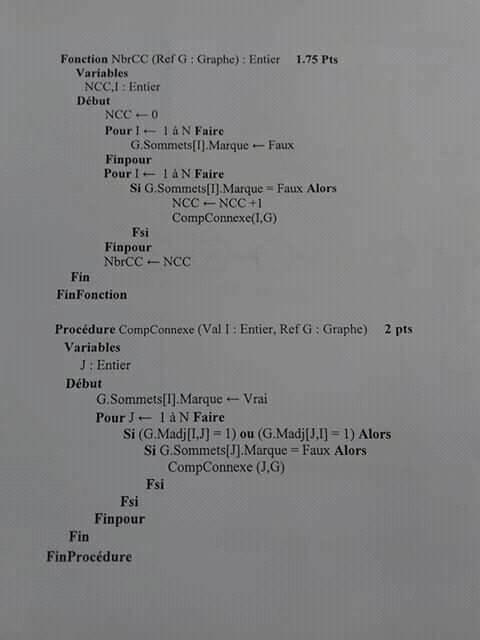 Fonction NbrCC (Ref G : Graphe) : Entier 1.75 Pts
Variables
NCC,I : Entier
Début
NCC ← 0
Pour I ← 1 à N Faire
G.Sommets[I].Marque ← Faux
Finpour
Pour I ← 1 à N Faire
Si G.Sommets[I].Marque = Faux Alors
NCC ← NCC +1
CompConnexe(I,G)
Fsi
Finpour
NbrCC ← NCC
Fin
FinFonction
Procédure CompConnexe (Val I : Entier, Ref G : Graphe) 2 pts
Variables
J : Entier
Début
G.Sommets[I].Marque ← Vrai
Pour J ← 1 à N Faire
Si (G.Madj[I,J] = 1) ou (G.Madj[J,I] = 1) Alors
Si G.Sommets[J].Marque = Faux Alors
CompConnexe (J,G)
Fsi
Fsi
Finpour
Fin
FinProcédure